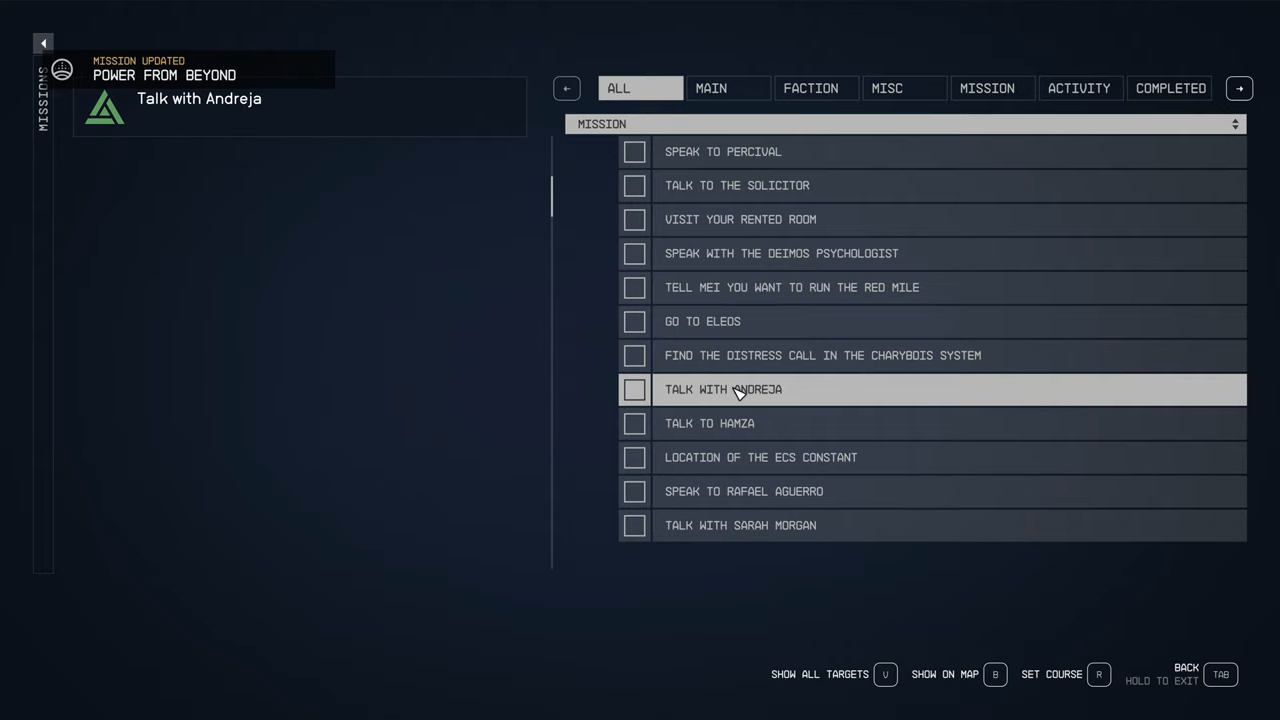 MISSION UPDATED
POWER FROM BEYOND
MISSIONS
Talk with Andreja
ALL
MAIN
FACTION
MISC
MISSION
ACTIVITY
COMPLETED
MISSION
SPEAK TO PERCIVAL
TALK TO THE SOLICITOR
VISIT YOUR RENTED ROOM
SPEAK WITH THE DEIMOS PSYCHOLOGIST
TELL MEI YOU WANT TO RUN THE RED MILE
GO TO ELEOS
FIND THE DISTRESS CALL IN THE CHARYBDIS SYSTEM
TALK WITH ANDREJA
TALK TO HAMZA
LOCATION OF THE ECS CONSTANT
SPEAK TO RAFAEL AGUERRO
TALK WITH SARAH MORGAN
SHOW ALL TARGETS V
SHOW ON MAP B
SET COURSE R
BACK
HOLD TO EXIT
TAB